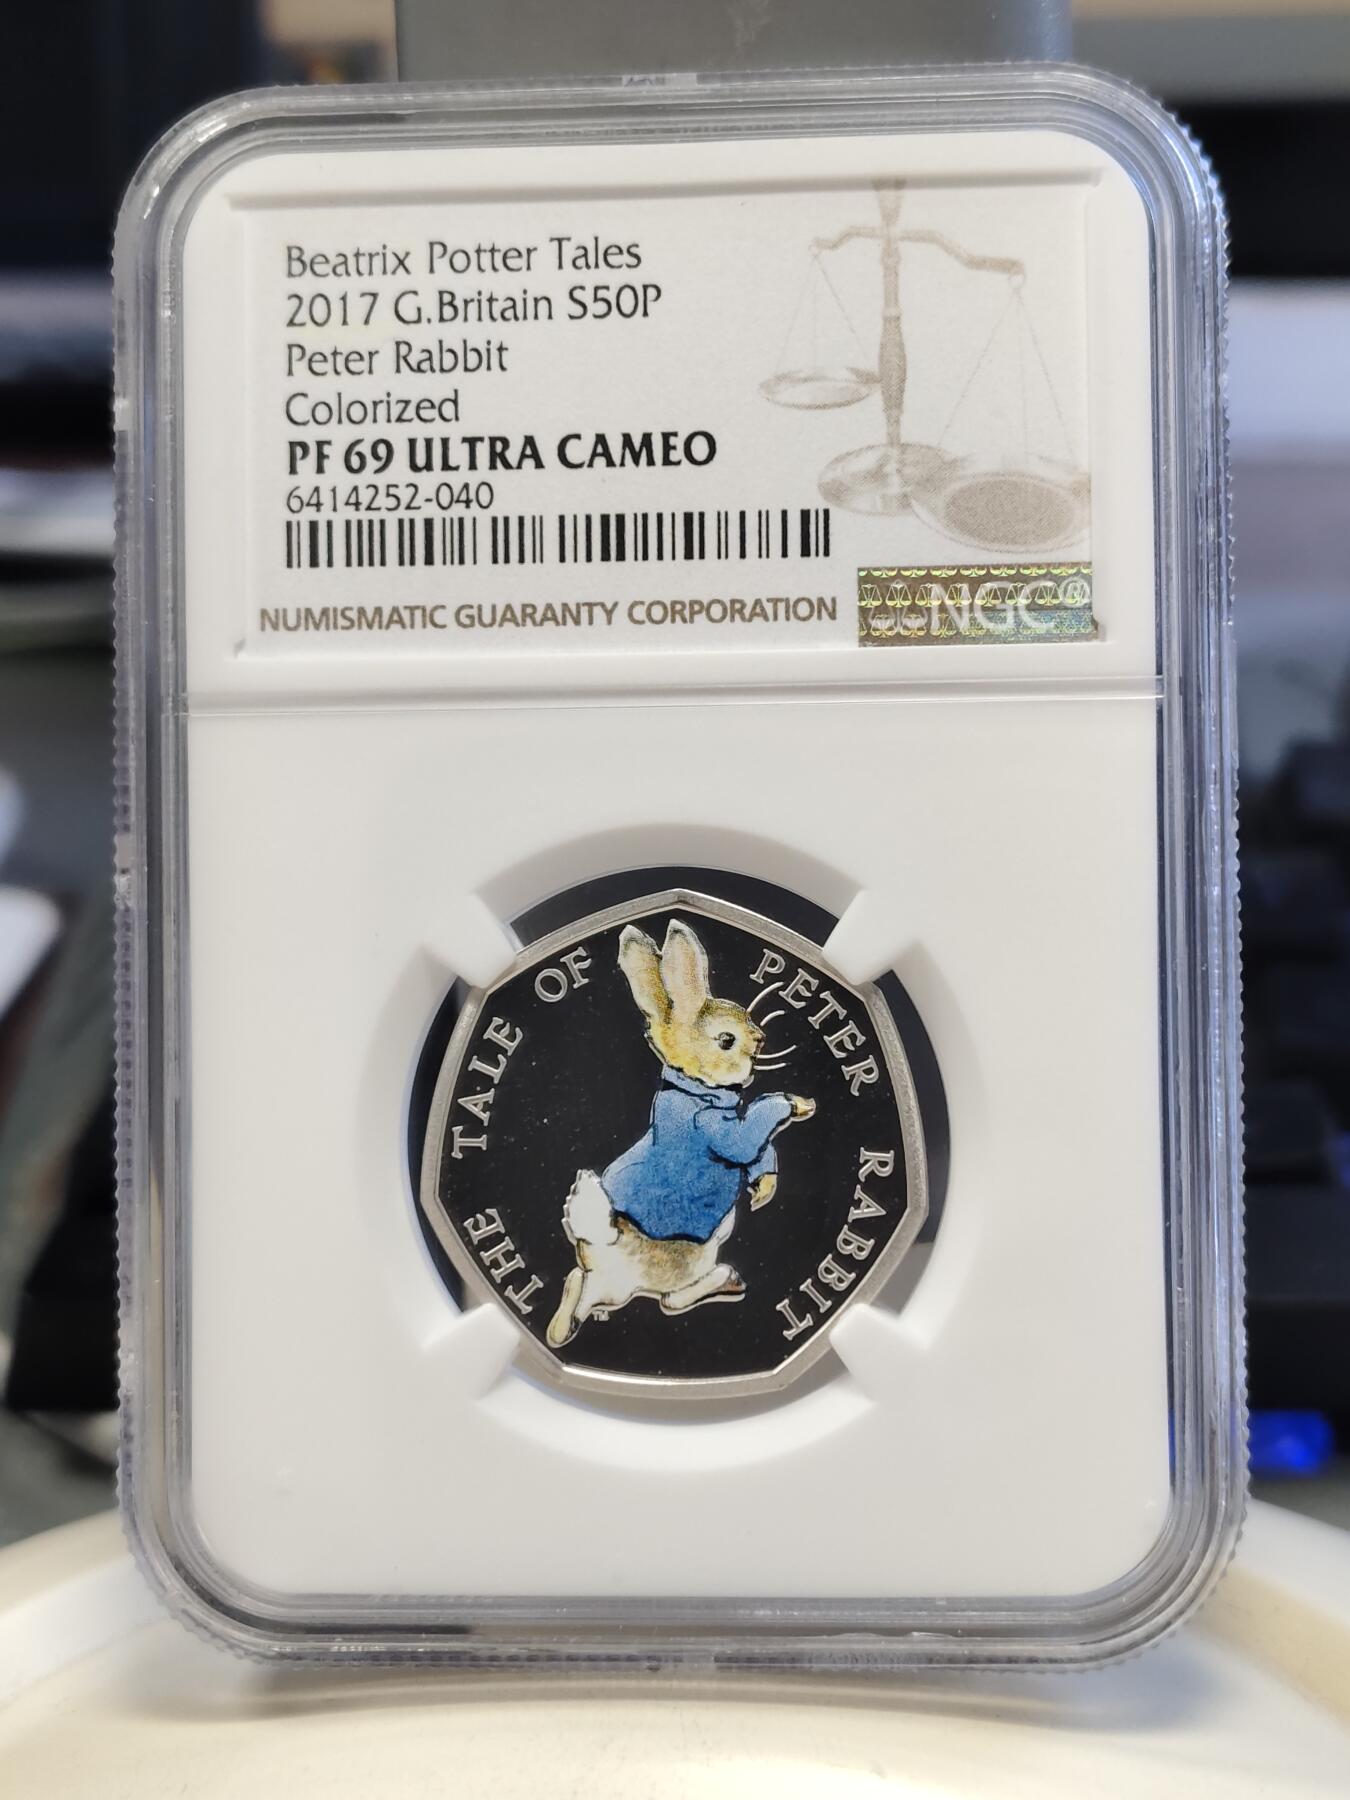 Beatrix Potter Tales
2017 G.Britain S50P
Peter Rabbit
Colorized
PF 69 ULTRA CAMEO
6414252-040
NUMISMATIC GUARANTY CORPORATION
NGC®
THE TALE OF PETER RABBIT
TM